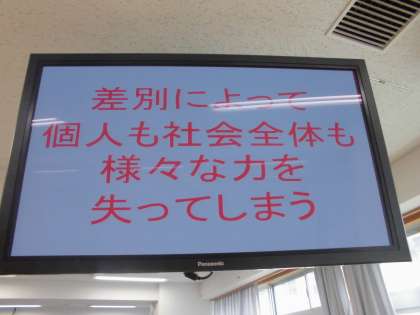 差別によって
個人も社会全体も
様々な力を
失ってしまう
Panasonic